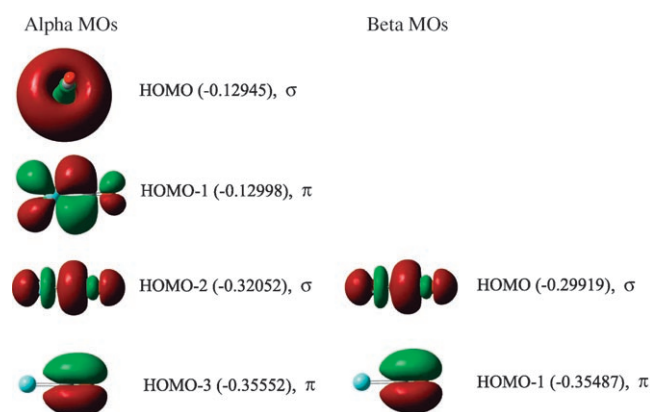 Alpha MOs Beta MOs
HOMO (-0.12945), σ
HOMO-1 (-0.12998), π
HOMO-2 (-0.32052), σ HOMO (-0.29919), σ
HOMO-3 (-0.35552), π HOMO-1 (-0.35487), π